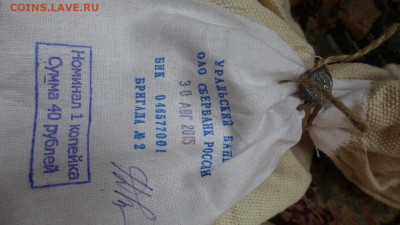 COINS.ЛАВЕ.RU
Номинал 1 копейка
Сумма 40 рублей
УРАЛЬСКИЙ БАНК
ОАО СБЕРБАНК РОССИИ
30 АВГ 2015
БИК 046577001
БРИГАДА № 2